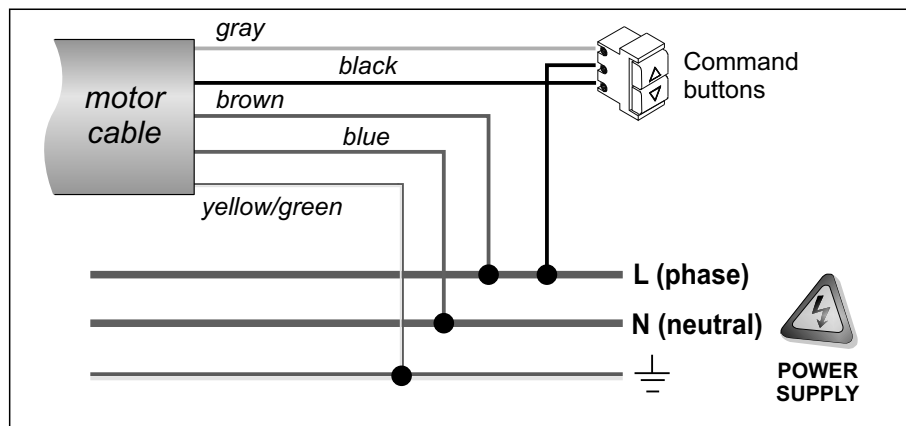 gray
black
brown
blue
yellow/green
motor
cable
Command
buttons
L (phase)
N (neutral)
POWER
SUPPLY